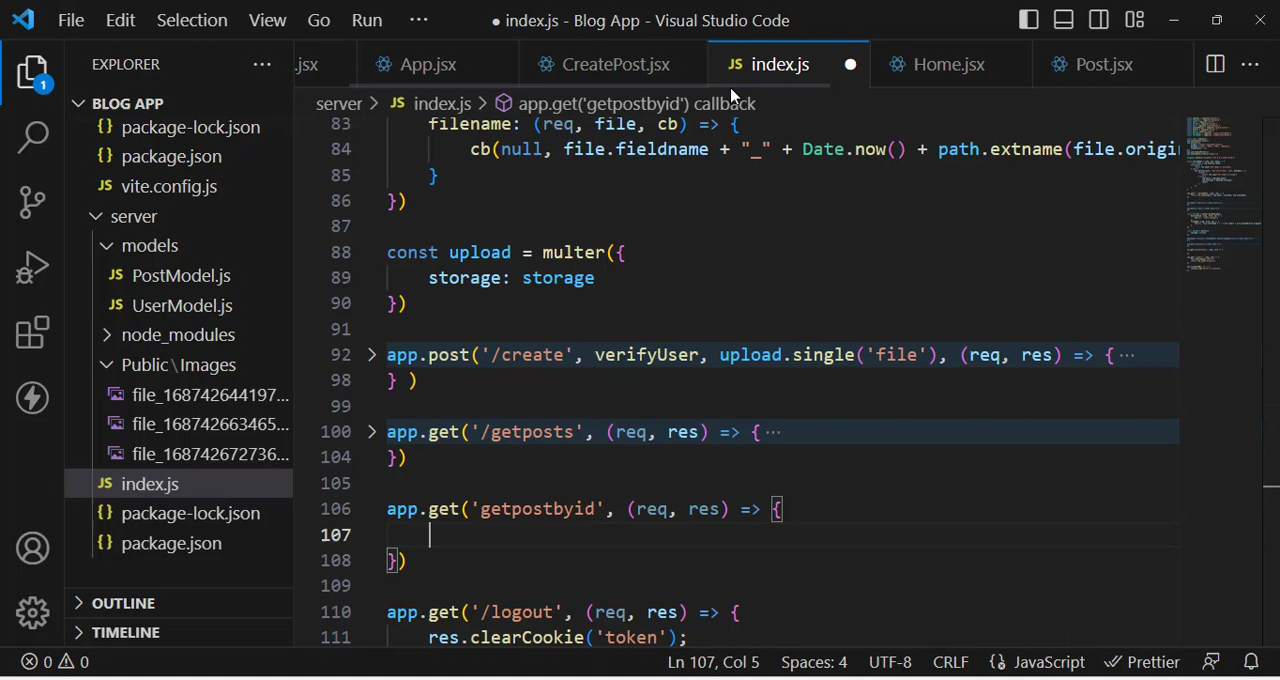 File Edit Selection View Go Run ··· ● index.js - Blog App - Visual Studio Code
EXPLORER ···
.jsx App.jsx CreatePost.jsx JS index.js ● Home.jsx Post.jsx ···
1
BLOG APP
{} package-lock.json
{} package.json
JS vite.config.js
server
models
JS PostModel.js
JS UserModel.js
node_modules
Public\Images
file_168742644197...
file_168742663465...
file_168742672736...
JS index.js
{} package-lock.json
{} package.json
OUTLINE
TIMELINE
server > JS index.js > app.get('getpostbyid') callback
83 filename: (req, file, cb) => {
84 cb(null, file.fieldname + "_" + Date.now() + path.extname(file.origi
85 }
86 })
87
88 const upload = multer({
89 storage: storage
90 })
91
92 > app.post('/create', verifyUser, upload.single('file'), (req, res) => {···
98 } )
99
100 > app.get('/getposts', (req, res) => {···
104 })
105
106 app.get('getpostbyid', (req, res) => {
107
108 })
109
110 app.get('/logout', (req, res) => {
111 res.clearCookie('token');
0 0 Ln 107, Col 5 Spaces: 4 UTF-8 CRLF {} JavaScript Prettier